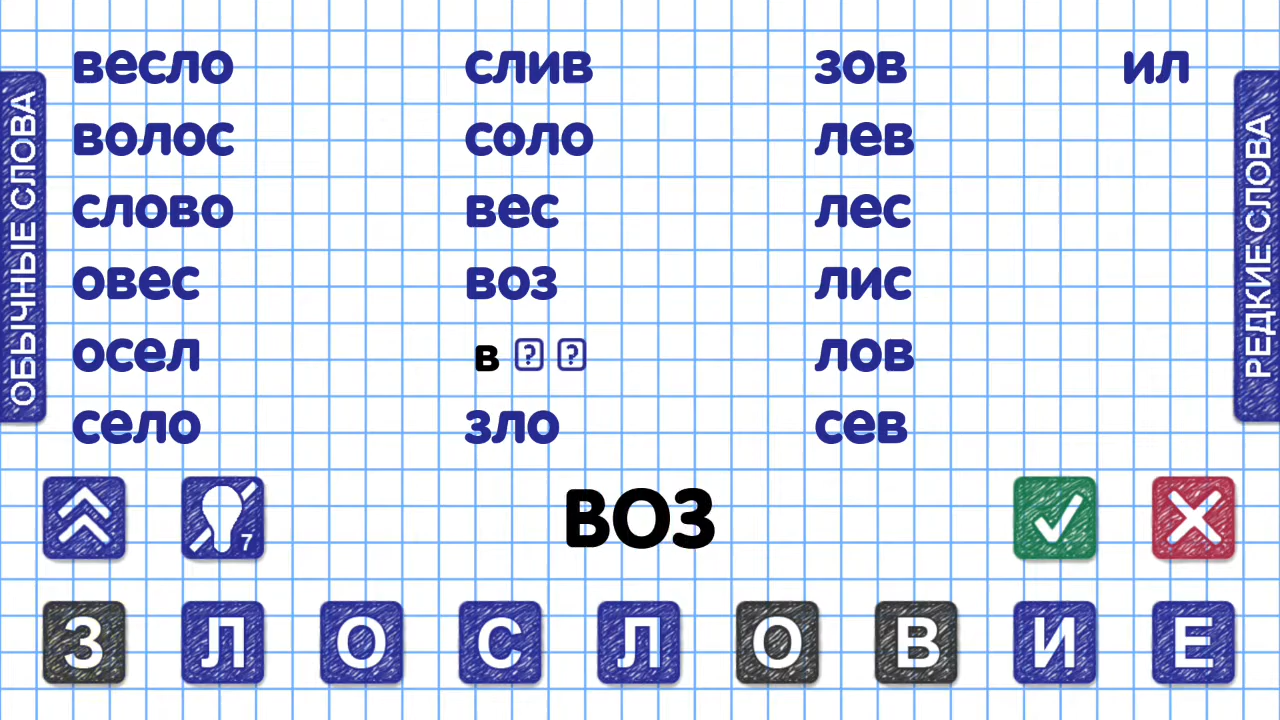 весло слив зов ил
волос соло лев
слово вес лес
овес воз лис
осел в ? ? лов
село зло сев
ОБЫЧНЫЕ СЛОВА
РЕДКИЕ СЛОВА
7
ВОЗ
З Л О С Л О В И Е